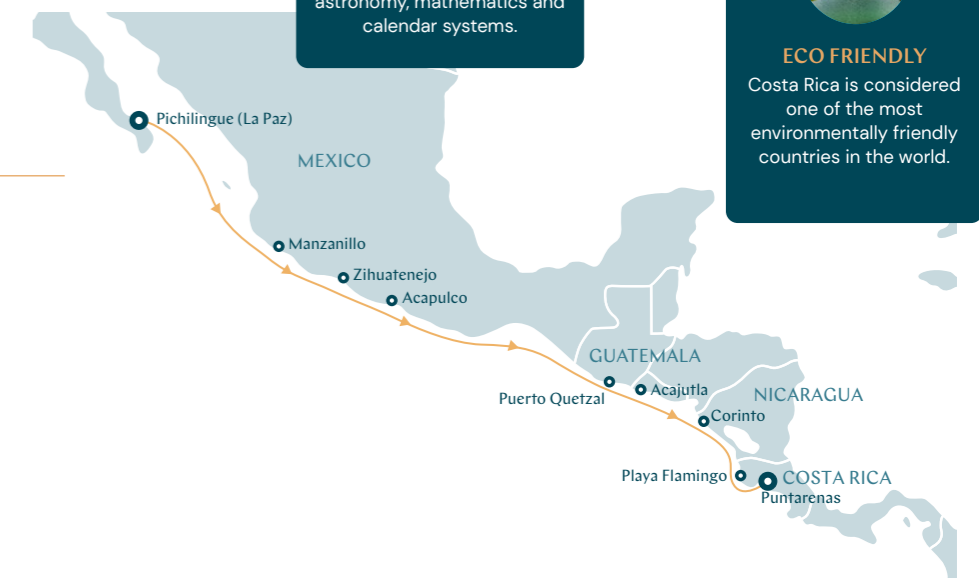 astronomy, mathematics and
calendar systems.
ECO FRIENDLY
Costa Rica is considered
one of the most
environmentally friendly
countries in the world.
Pichilingue (La Paz)
MEXICO
Manzanillo
Zihuatenejo
Acapulco
GUATEMALA
Puerto Quetzal
Acajutla
NICARAGUA
Corinto
Playa Flamingo
COSTA RICA
Puntarenas